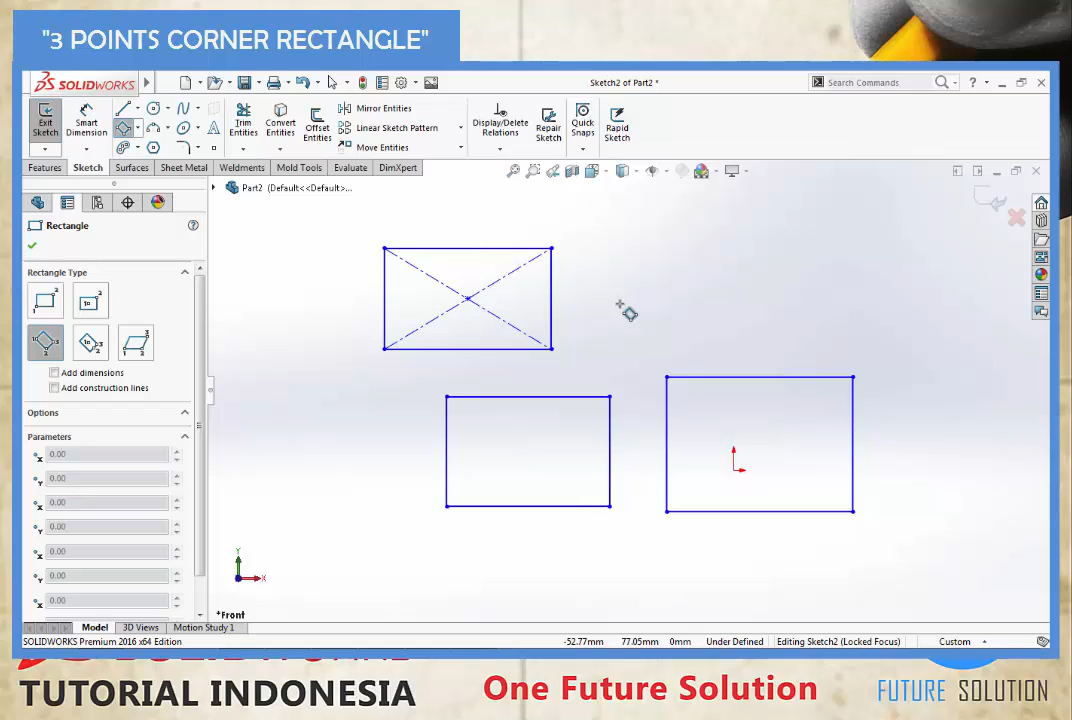 "3 POINTS CORNER RECTANGLE"
SOLIDWORKS
Sketch2 of Part2 *
Search Commands
?
Exit Sketch
Smart Dimension
Trim Entities
Convert Entities
Offset Entities
Mirror Entities
Linear Sketch Pattern
Move Entities
Display/Delete Relations
Repair Sketch
Quick Snaps
Rapid Sketch
Features Sketch Surfaces Sheet Metal Weldments Mold Tools Evaluate DimXpert
Part2 (Default<<Default>...
Rectangle
?
Rectangle Type
Add dimensions
Add construction lines
Options
Parameters
X 0.00
Y 0.00
X 0.00
Y 0.00
X 0.00
Y 0.00
X 0.00
Y
X
*Front
Model 3D Views Motion Study 1
SOLIDWORKS Premium 2016 x64 Edition
-52.77mm 77.05mm 0mm Under Defined Editing Sketch2 (Locked Focus) Custom
TUTORIAL INDONESIA
One Future Solution
FUTURE SOLUTION